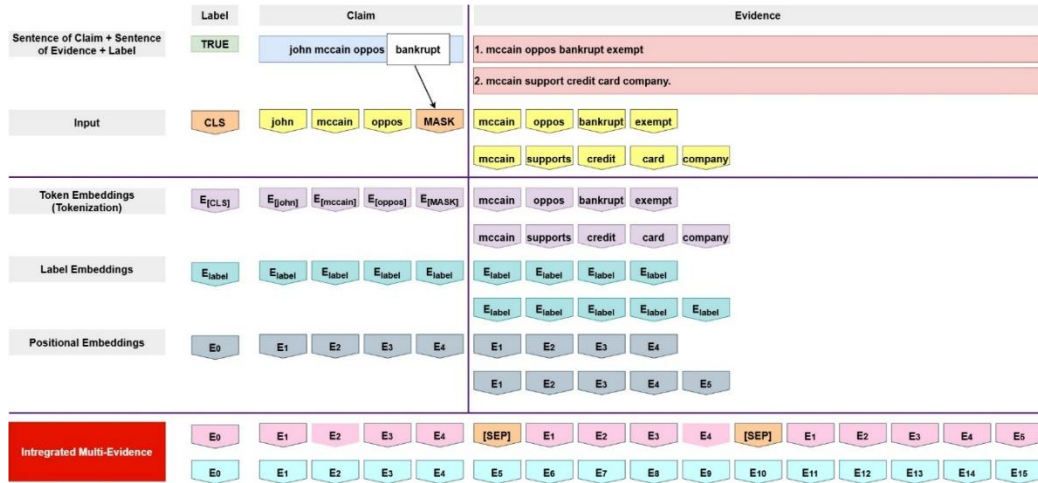 Label Claim Evidence
Sentence of Claim + Sentence
of Evidence + Label
TRUE
john mccain oppos bankrupt
1. mccain oppos bankrupt exempt
2. mccain support credit card company.
Input CLS john mccain oppos MASK mccain oppos bankrupt exempt
mccain supports credit card company
Token Embeddings
(Tokenization)
E[CLS] E[john] E[mccain] E[oppos] E[MASK] mccain oppos bankrupt exempt
mccain supports credit card company
Label Embeddings Elabel Elabel Elabel Elabel Elabel Elabel Elabel Elabel Elabel
Elabel Elabel Elabel Elabel Elabel
Positional Embeddings E0 E1 E2 E3 E4 E1 E2 E3 E4
E1 E2 E3 E4 E5
Intregrated Multi-Evidence
E0 E1 E2 E3 E4 [SEP] E1 E2 E3 E4 [SEP] E1 E2 E3 E4 E5
E0 E1 E2 E3 E4 E5 E6 E7 E8 E9 E10 E11 E12 E13 E14 E15